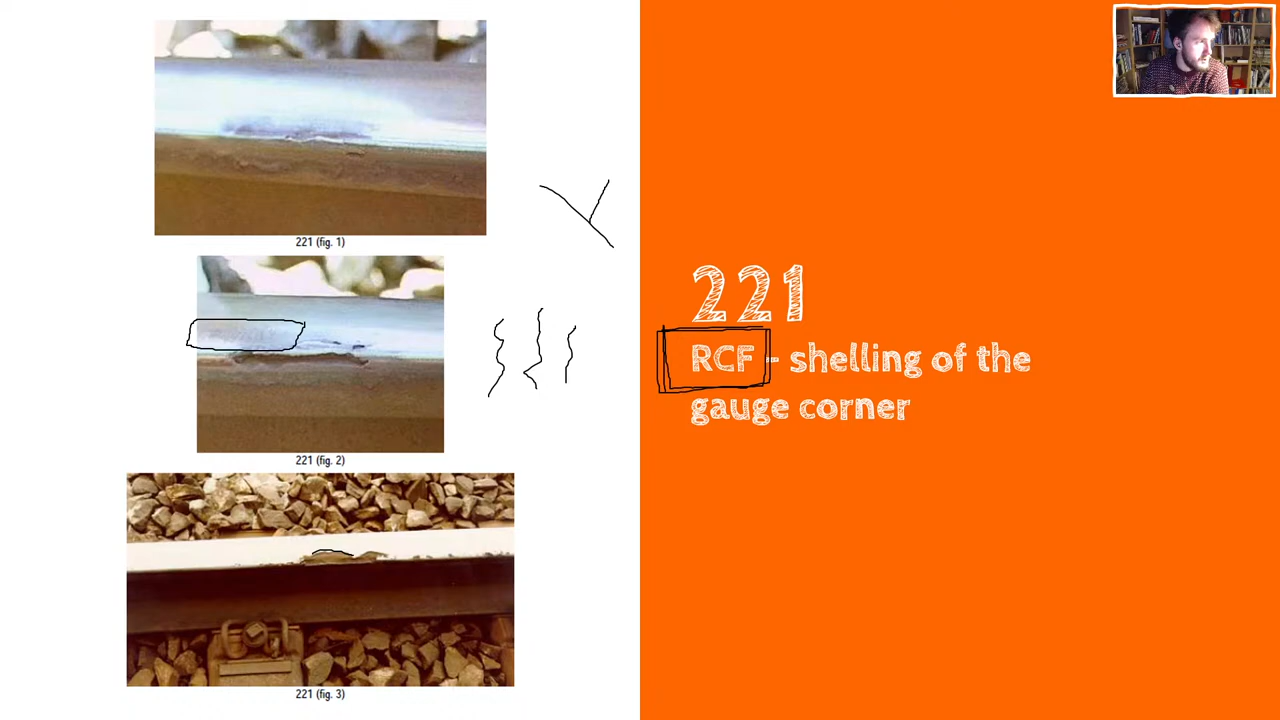 221 (fig. 1)
221 (fig. 2)
221 (fig. 3)
221
RCF - shelling of the
gauge corner